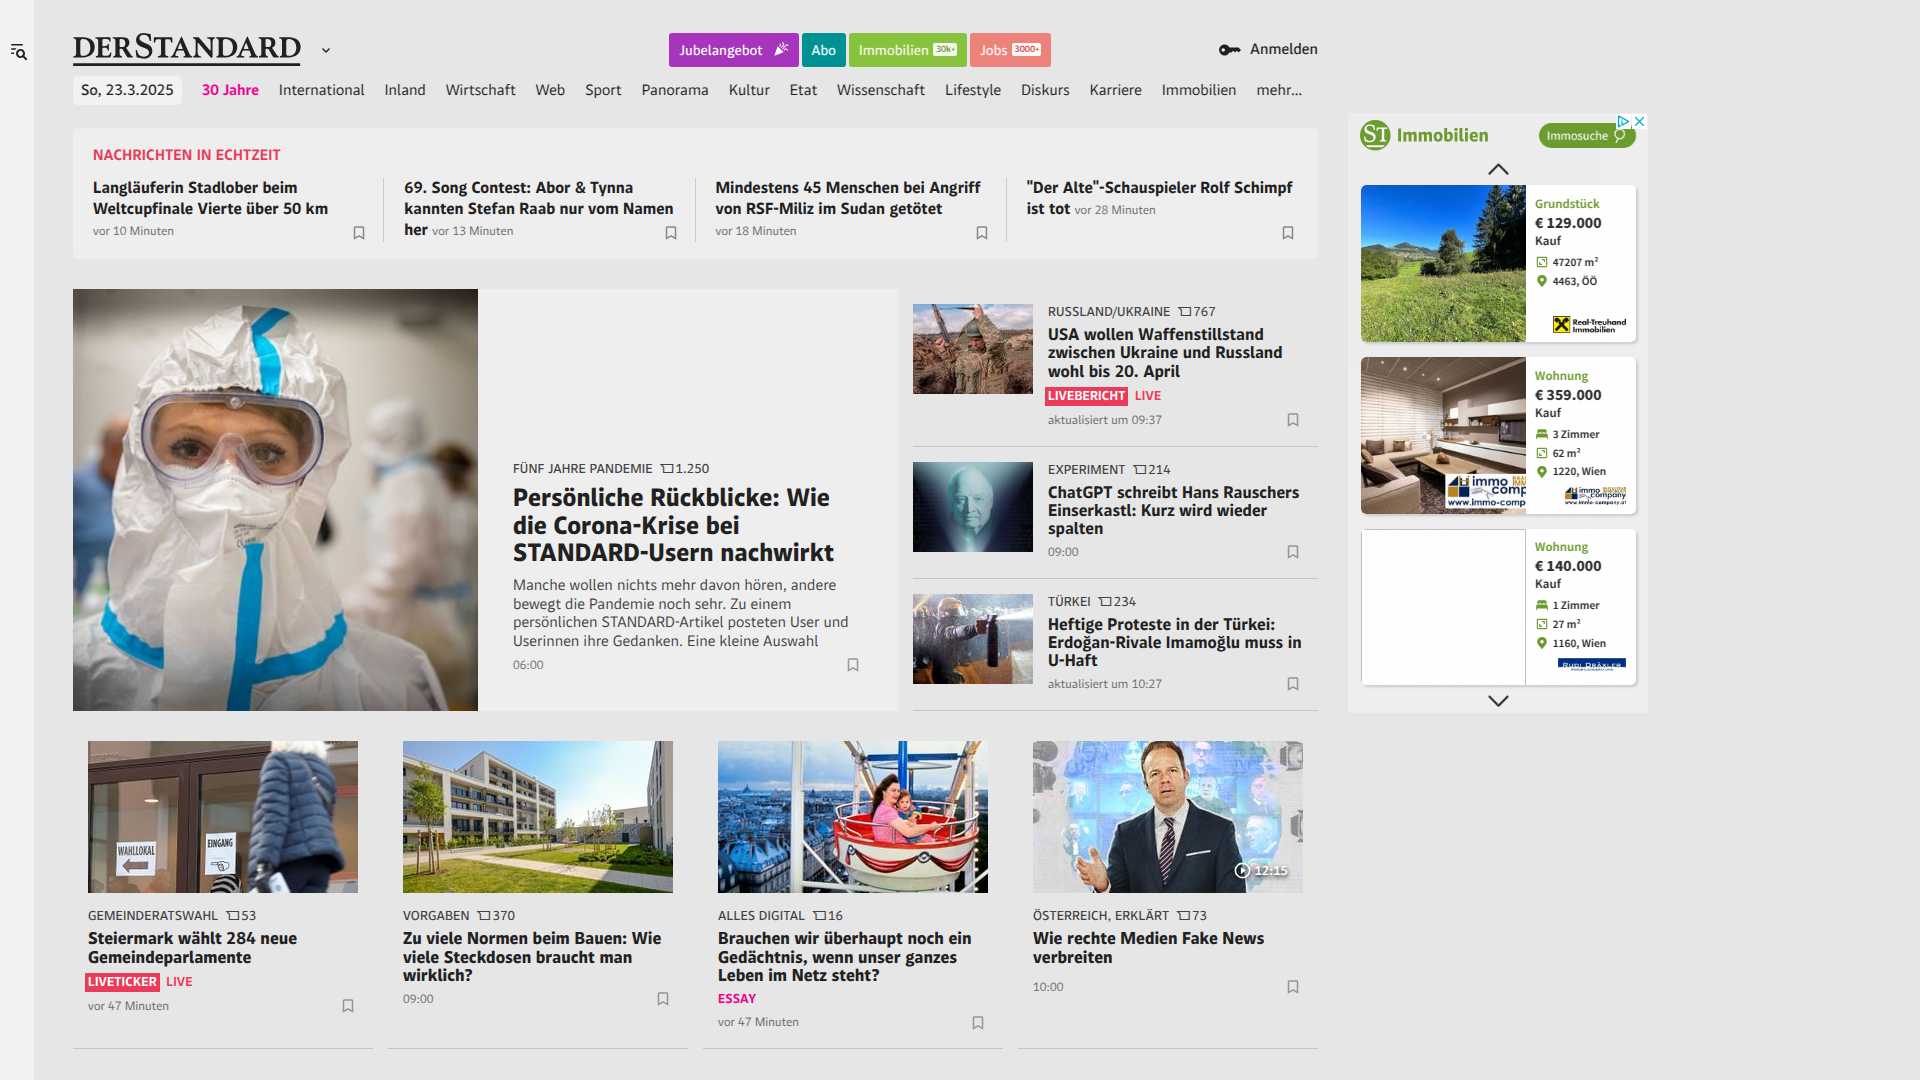 DERSTANDARD
Jubelangebot
Abo
Immobilien 30k+
Jobs 3000+
Anmelden
So, 23.3.2025
30 Jahre
International
Inland
Wirtschaft
Web
Sport
Panorama
Kultur
Etat
Wissenschaft
Lifestyle
Diskurs
Karriere
Immobilien
mehr...
NACHRICHTEN IN ECHTZEIT
Langläuferin Stadlober beim
Weltcupfinale Vierte über 50 km
vor 10 Minuten
69. Song Contest: Abor & Tynna
kannten Stefan Raab nur vom Namen
her vor 13 Minuten
Mindestens 45 Menschen bei Angriff
von RSF-Miliz im Sudan getötet
vor 18 Minuten
"Der Alte"-Schauspieler Rolf Schimpf
ist tot vor 28 Minuten
FÜNF JAHRE PANDEMIE 1.250
Persönliche Rückblicke: Wie
die Corona-Krise bei
STANDARD-Usern nachwirkt
Manche wollen nichts mehr davon hören, andere
bewegt die Pandemie noch sehr. Zu einem
persönlichen STANDARD-Artikel posteten User und
Userinnen ihre Gedanken. Eine kleine Auswahl
06:00
RUSSLAND/UKRAINE 767
USA wollen Waffenstillstand
zwischen Ukraine und Russland
wohl bis 20. April
LIVEBERICHT LIVE
aktualisiert um 09:37
EXPERIMENT 214
ChatGPT schreibt Hans Rauschers
Einserkastl: Kurz wird wieder
spalten
09:00
TÜRKEI 234
Heftige Proteste in der Türkei:
Erdoğan-Rivale Imamoğlu muss in
U-Haft
aktualisiert um 10:27
WAHLLOKAL
EINGANG
GEMEINDERATSWAHL 53
Steiermark wählt 284 neue
Gemeindeparlamente
LIVETICKER LIVE
vor 47 Minuten
VORGABEN 370
Zu viele Normen beim Bauen: Wie
viele Steckdosen braucht man
wirklich?
09:00
ALLES DIGITAL 16
Brauchen wir überhaupt noch ein
Gedächtnis, wenn unser ganzes
Leben im Netz steht?
ESSAY
vor 47 Minuten
12:15
ÖSTERREICH, ERKLÄRT 73
Wie rechte Medien Fake News
verbreiten
10:00
ST Immobilien
Immosuche
Grundstück
€ 129.000
Kauf
47207 m²
4463, ÖÖ
Real-Treuhand
Immobilien
Wohnung
€ 359.000
Kauf
3 Zimmer
62 m²
1220, Wien
immo
comp
www.immo-comp
immo
company
www.immo-company.at
Wohnung
€ 140.000
Kauf
1 Zimmer
27 m²
1160, Wien